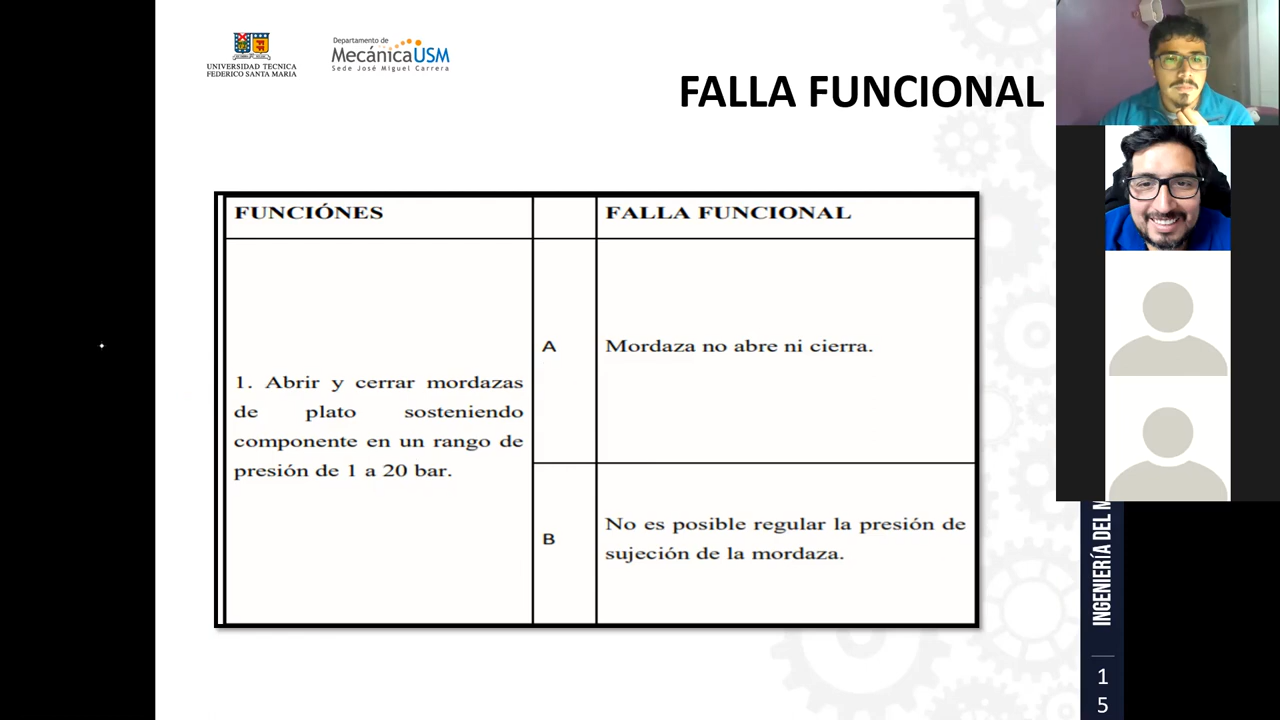 UNIVERSIDAD TECNICA
FEDERICO SANTA MARIA
Departamento de
MecánicaUSM
Sede José Miguel Carrera
FALLA FUNCIONAL
FUNCIÓNES
FALLA FUNCIONAL
1. Abrir y cerrar mordazas
de plato sosteniendo
componente en un rango de
presión de 1 a 20 bar.
A
Mordaza no abre ni cierra.
B
No es posible regular la presión de
sujeción de la mordaza.
INGENIERÍA DEL
1
5